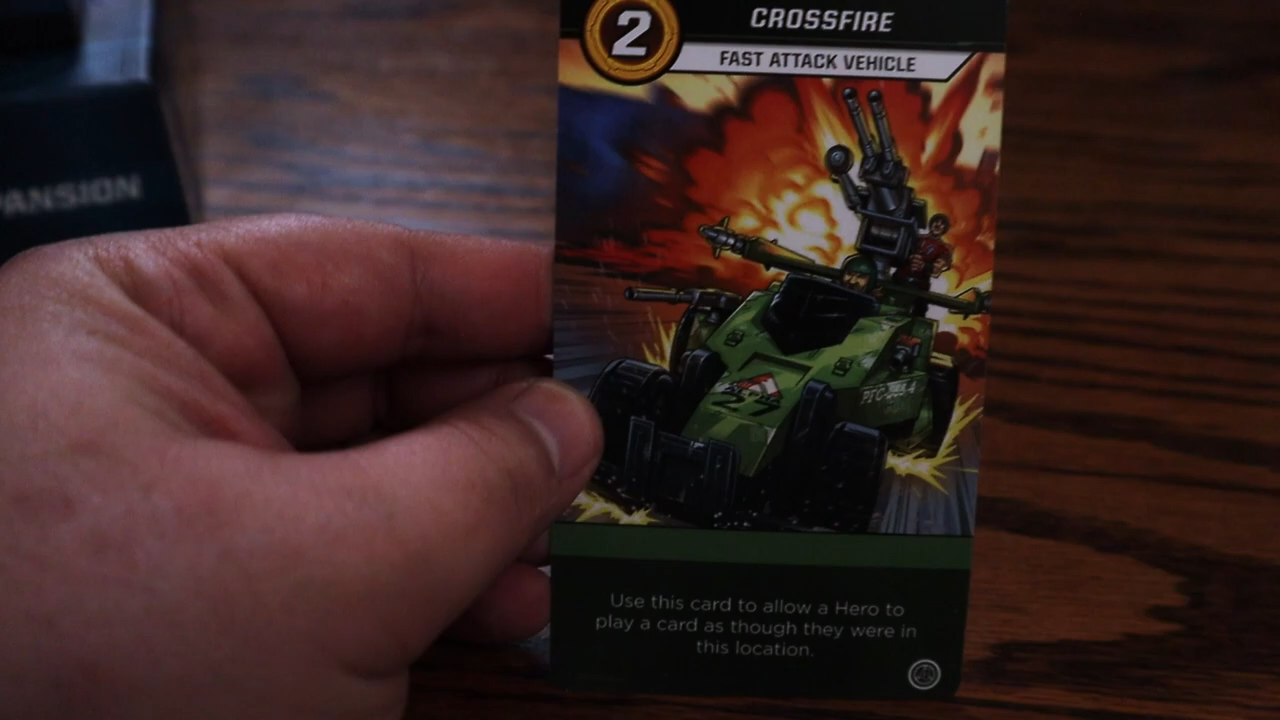 2
CROSSFIRE
FAST ATTACK VEHICLE
PANSION
27
Use this card to allow a Hero to
play a card as though they were in
this location.